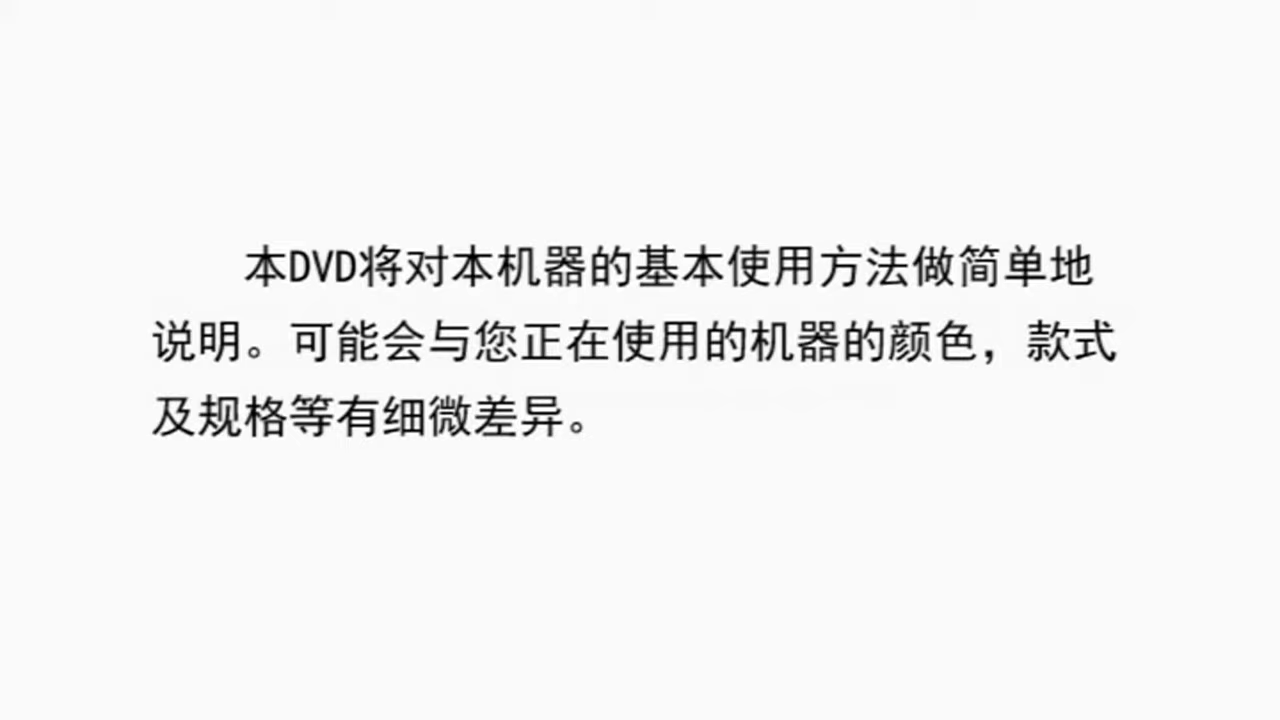 本DVD将对本机器的基本使用方法做简单地
说明。可能会与您正在使用的机器的颜色，款式
及规格等有细微差异。